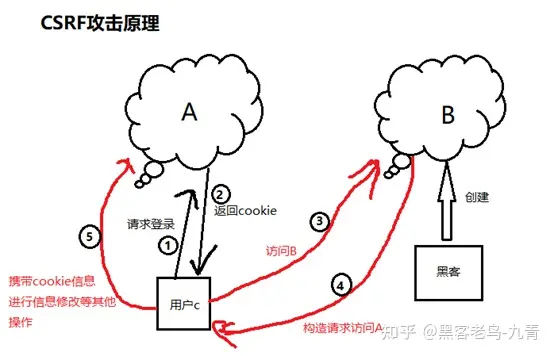 CSRF攻击原理
A
B
②
返回cookie
请求登录
①
③
访问B
创建
⑤
携带cookie信息
进行信息修改等其他
操作
用户c
④
黑客
构造请求访问A
知乎 @黑客老鸟-九青